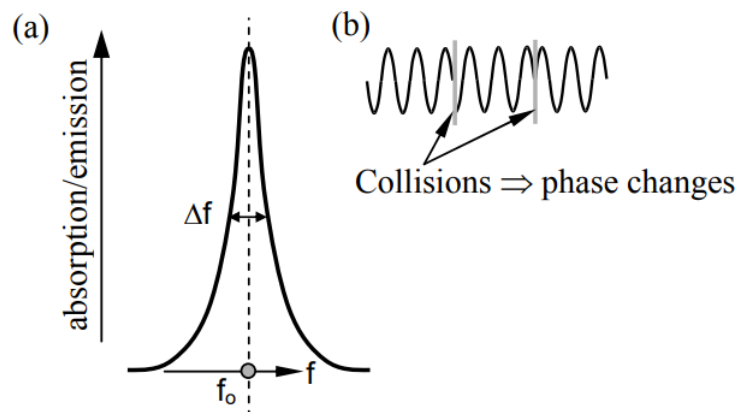 (a)
absorption/emission
Δf
fₒ
f
(b)
Collisions ⇒ phase changes